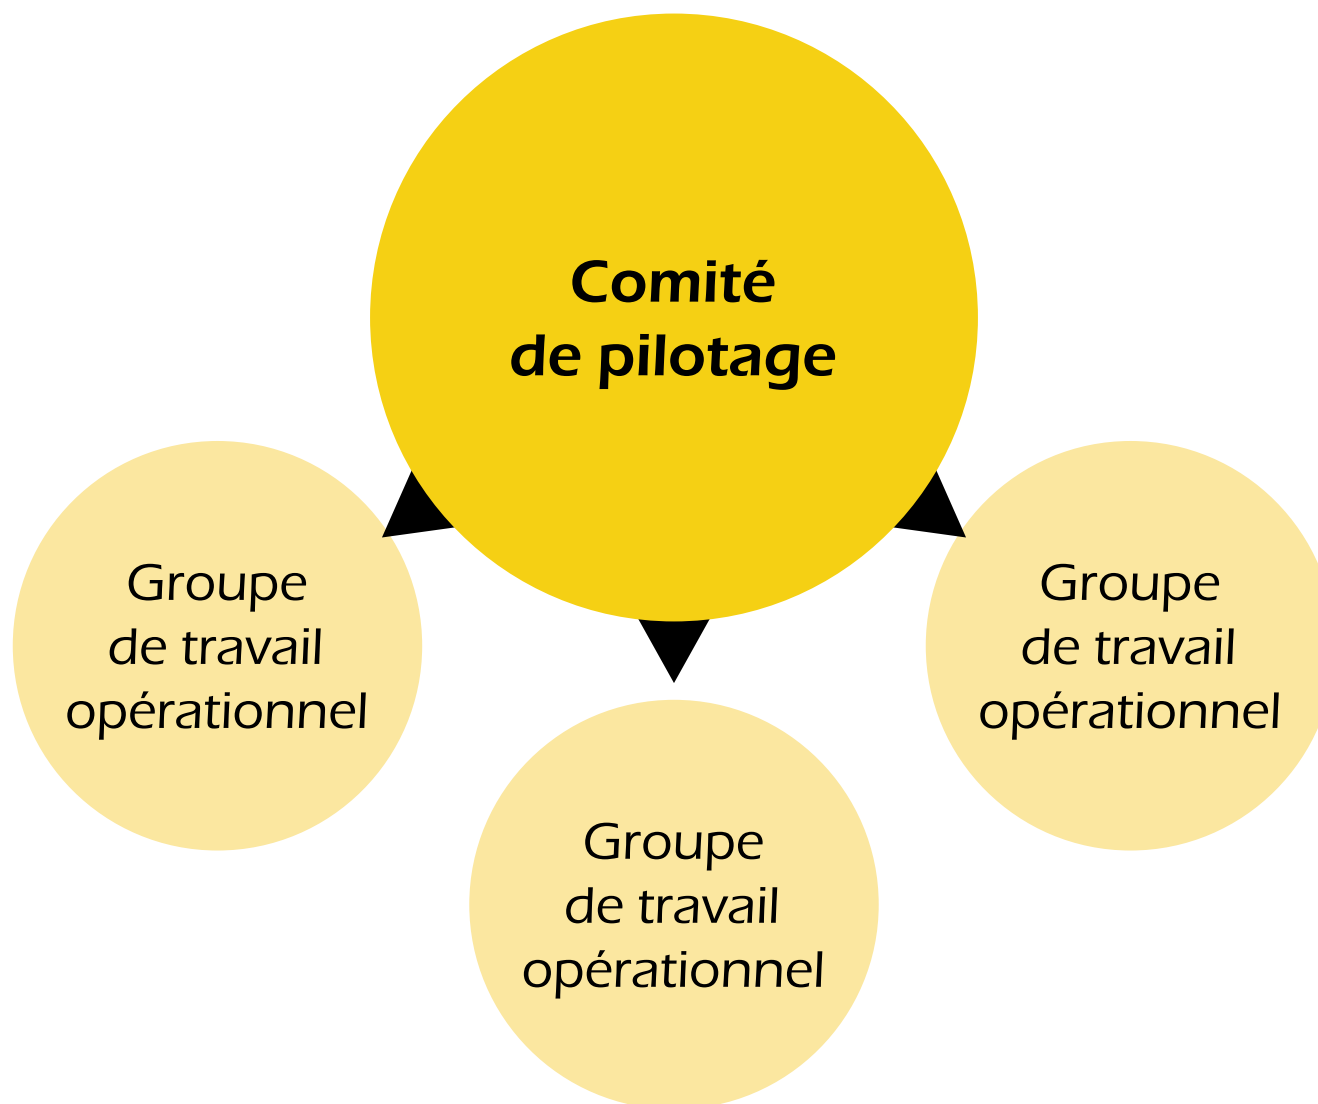 Comité
de pilotage
Groupe
de travail
opérationnel
Groupe
de travail
opérationnel
Groupe
de travail
opérationnel